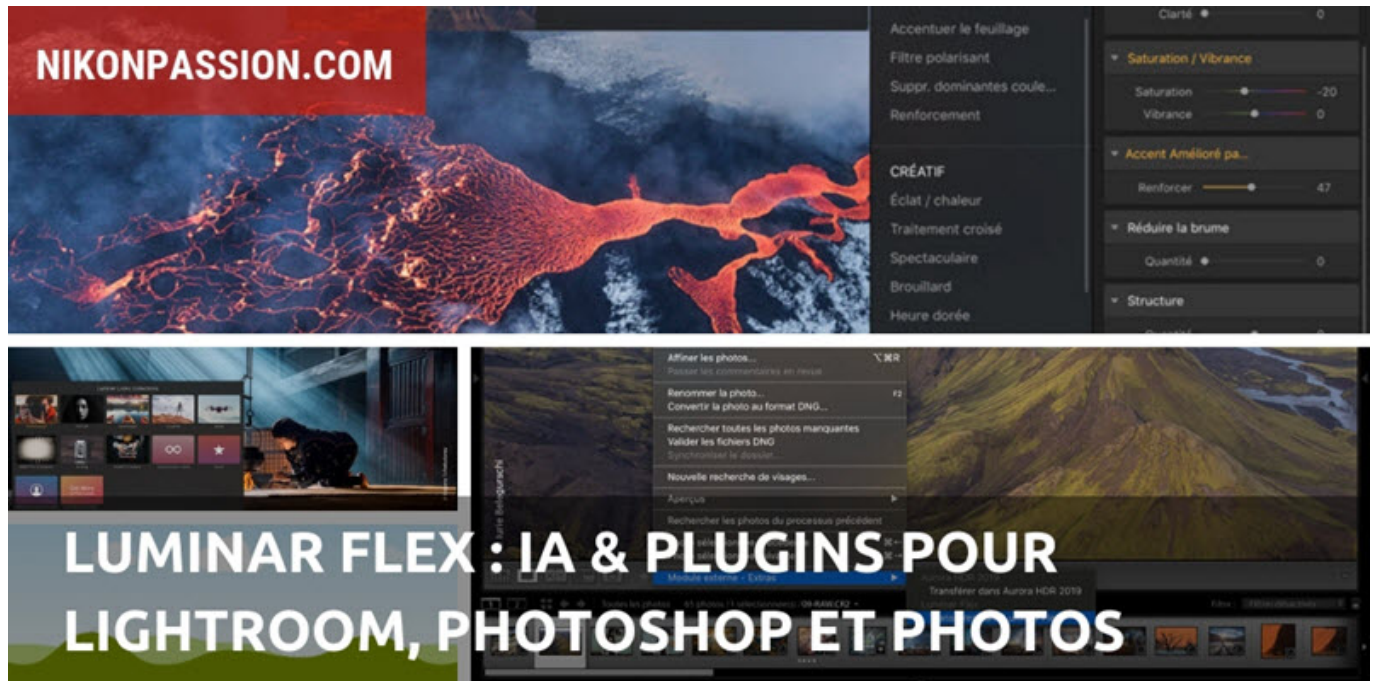 NIKONPASSION.COM
Accentuer le feuillage
Filtre polarisant
Suppr. dominantes coule...
Renforcement
CRÉATIF
Éclat / chaleur
Traitement croisé
Spectaculaire
Brouillard
Heure dorée
Clarté 0
Saturation / Vibrance
Saturation -20
Vibrance 0
Accent Amélioré pa...
Renforcer 47
Réduire la brume
Quantité 0
Structure
Affiner les photos... ⌥⌘R
Passer les commentaires en revue
Renommer la photo... F2
Convertir la photo au format DNG...
Rechercher toutes les photos manquantes
Valider les fichiers DNG
Synchroniser le dossier...
Nouvelle recherche de visages...
Aperçus
Rechercher les photos du processus précédent
Module externe - Extras
Aurora HDR 2019
Transférer dans Aurora HDR 2019
LUMINAR FLEX : IA & PLUGINS POUR
LIGHTROOM, PHOTOSHOP ET PHOTOS